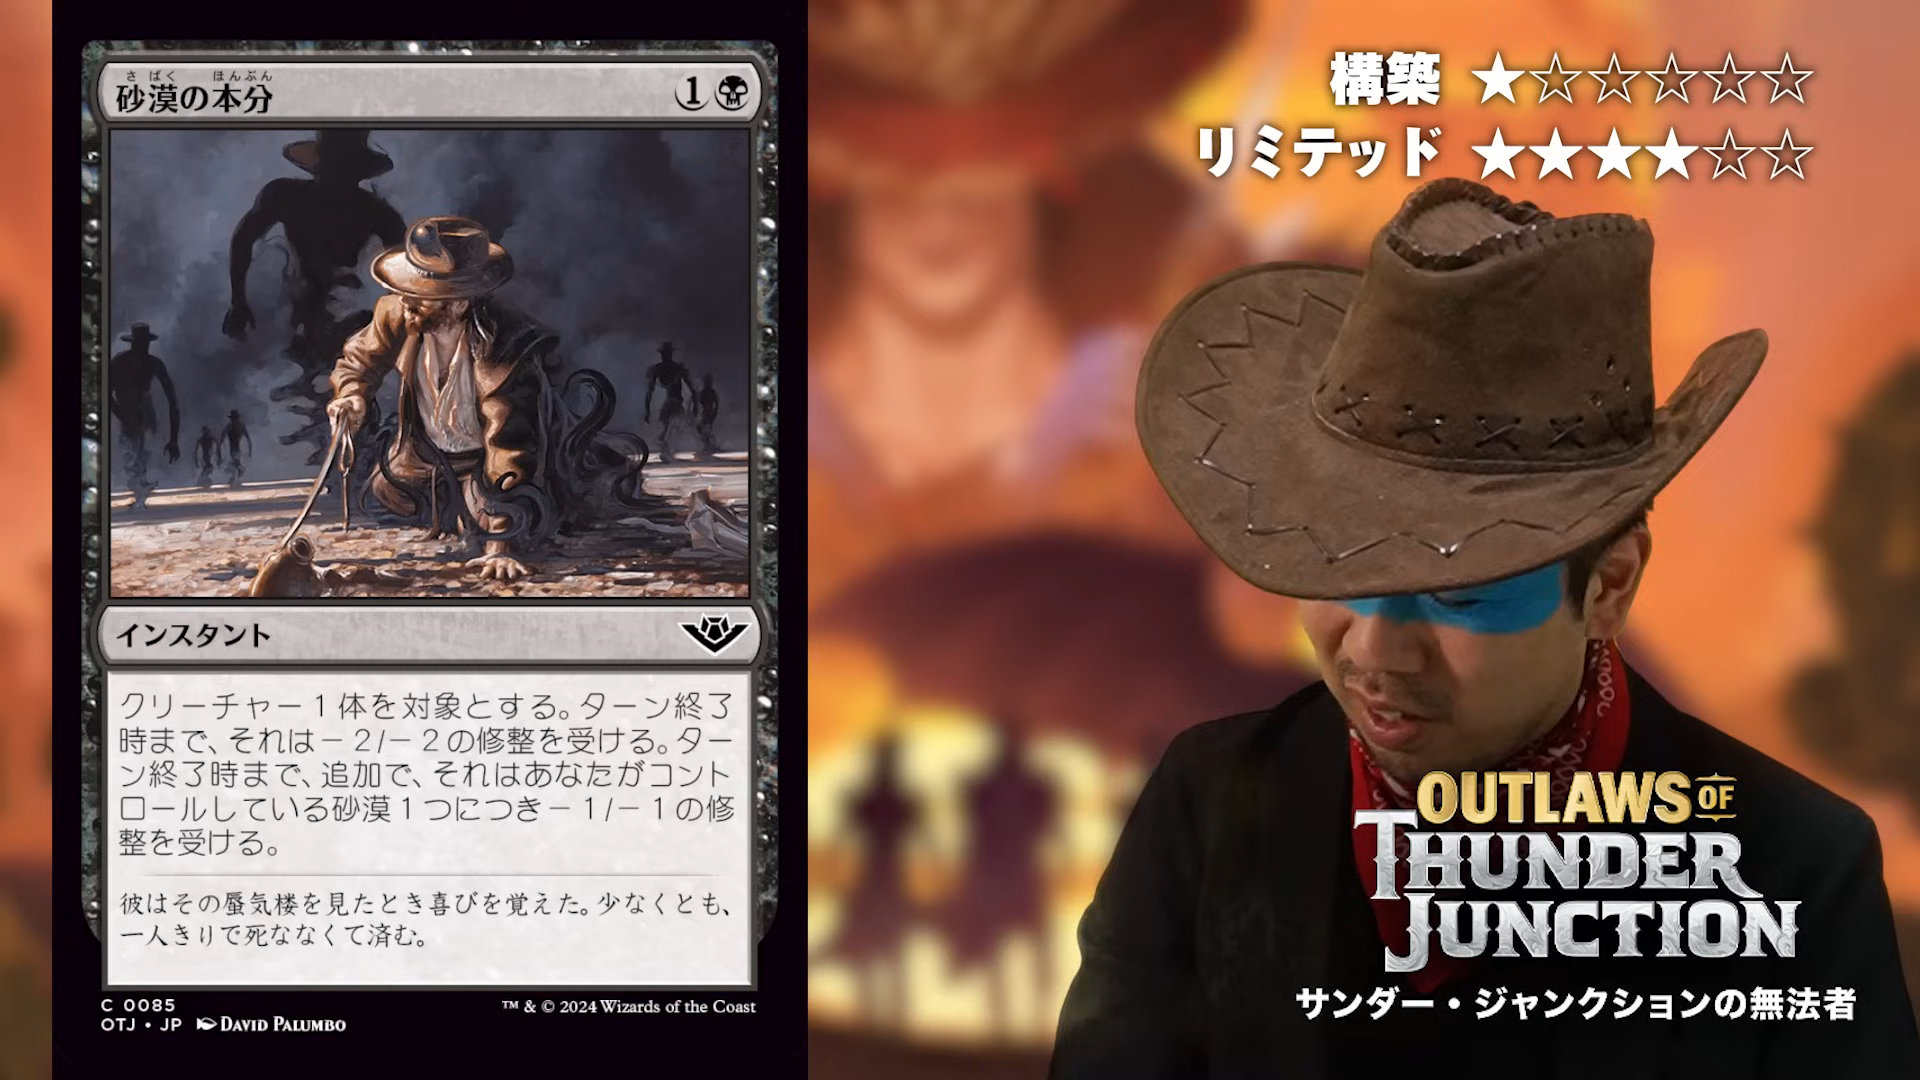 さばく ほんぶん
砂漠の本分
1
インスタント
クリーチャー1体を対象とする。ターン終了
時まで、それは－2/－2の修整を受ける。ター
ン終了時まで、追加で、それはあなたがコント
ロールしている砂漠1つにつき－1/－1の修
整を受ける。
彼はその蜃気楼を見たとき喜びを覚えた。少なくとも、
一人きりで死ななくて済む。
C 0085
OTJ • JP DAVID PALUMBO
™ & © 2024 Wizards of the Coast
構築 ★☆☆☆☆☆
リミテッド ★★★★☆☆
OUTLAWS OF
THUNDER
JUNCTION
サンダー・ジャンクションの無法者